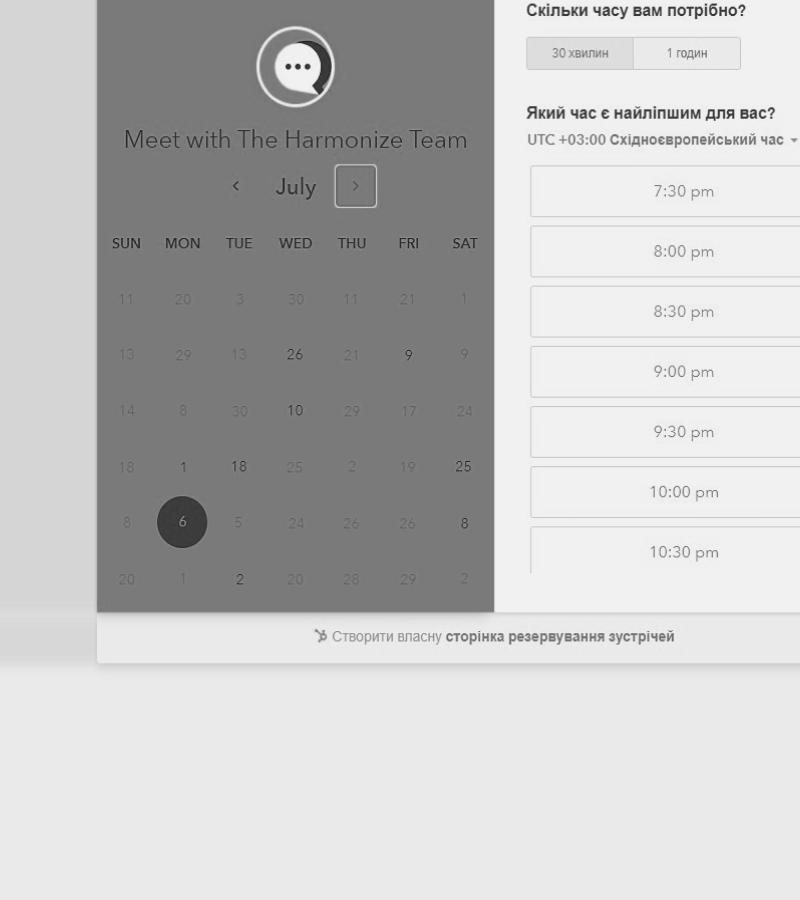 Скільки часу вам потрібно?
30 хвилин 1 годин
Meet with The Harmonize Team
July
SUN MON TUE WED THU FRI SAT
11 20 3 30 11 21 1
13 29 13 26 21 9 9
14 8 30 10 29 17 24
18 1 18 25 2 19 25
8 6 5 24 26 26 8
20 1 2 20 28 29 2
Який час є найліпшим для вас?
UTC +03:00 Східноєвропейський час
7:30 pm
8:00 pm
8:30 pm
9:00 pm
9:30 pm
10:00 pm
10:30 pm
Створити власну сторінка резервування зустрічей